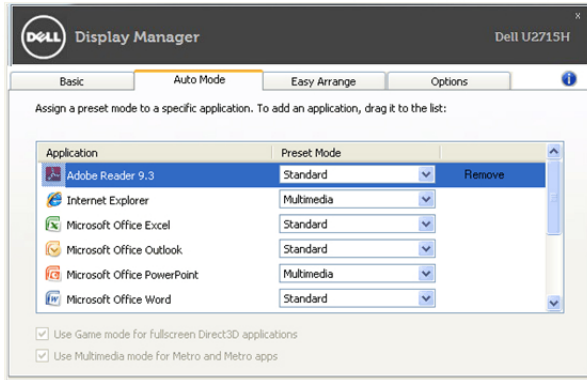 x
DELL Display Manager Dell U2715H
Basic Auto Mode Easy Arrange Options i
Assign a preset mode to a specific application. To add an application, drag it to the list:
Application Preset Mode
Adobe Reader 9.3 Standard Remove
Internet Explorer Multimedia
Microsoft Office Excel Standard
Microsoft Office Outlook Standard
Microsoft Office PowerPoint Multimedia
Microsoft Office Word Standard
Use Game mode for fullscreen Direct3D applications
Use Multimedia mode for Metro and Metro apps